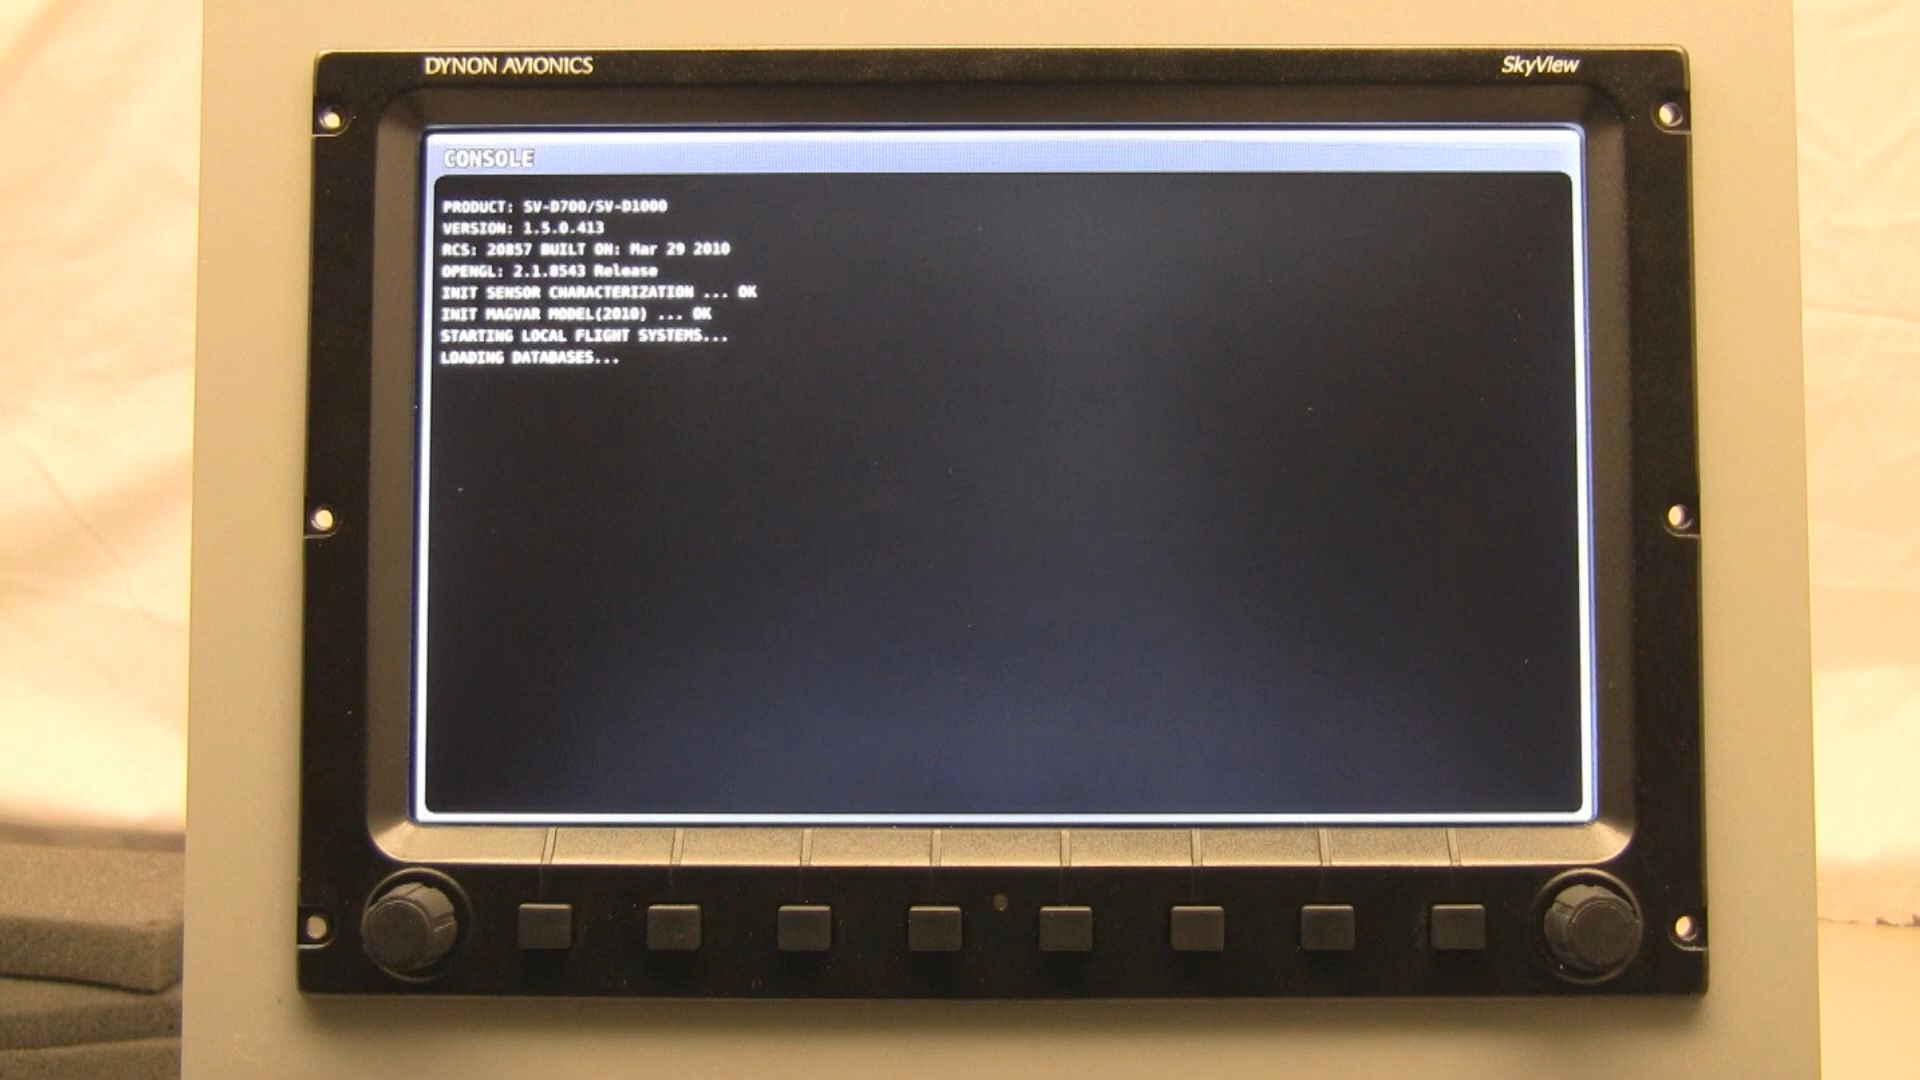 DYNON AVIONICS
SkyView
CONSOLE
PRODUCT: SV-D700/SV-D1000
VERSION: 1.5.0.413
RCS: 20857 BUILT ON: Mar 29 2010
OPENGL: 2.1.8543 Release
INIT SENSOR CHARACTERIZATION ... OK
INIT MAGVAR MODEL(2010) ... OK
STARTING LOCAL FLIGHT SYSTEMS...
LOADING DATABASES...